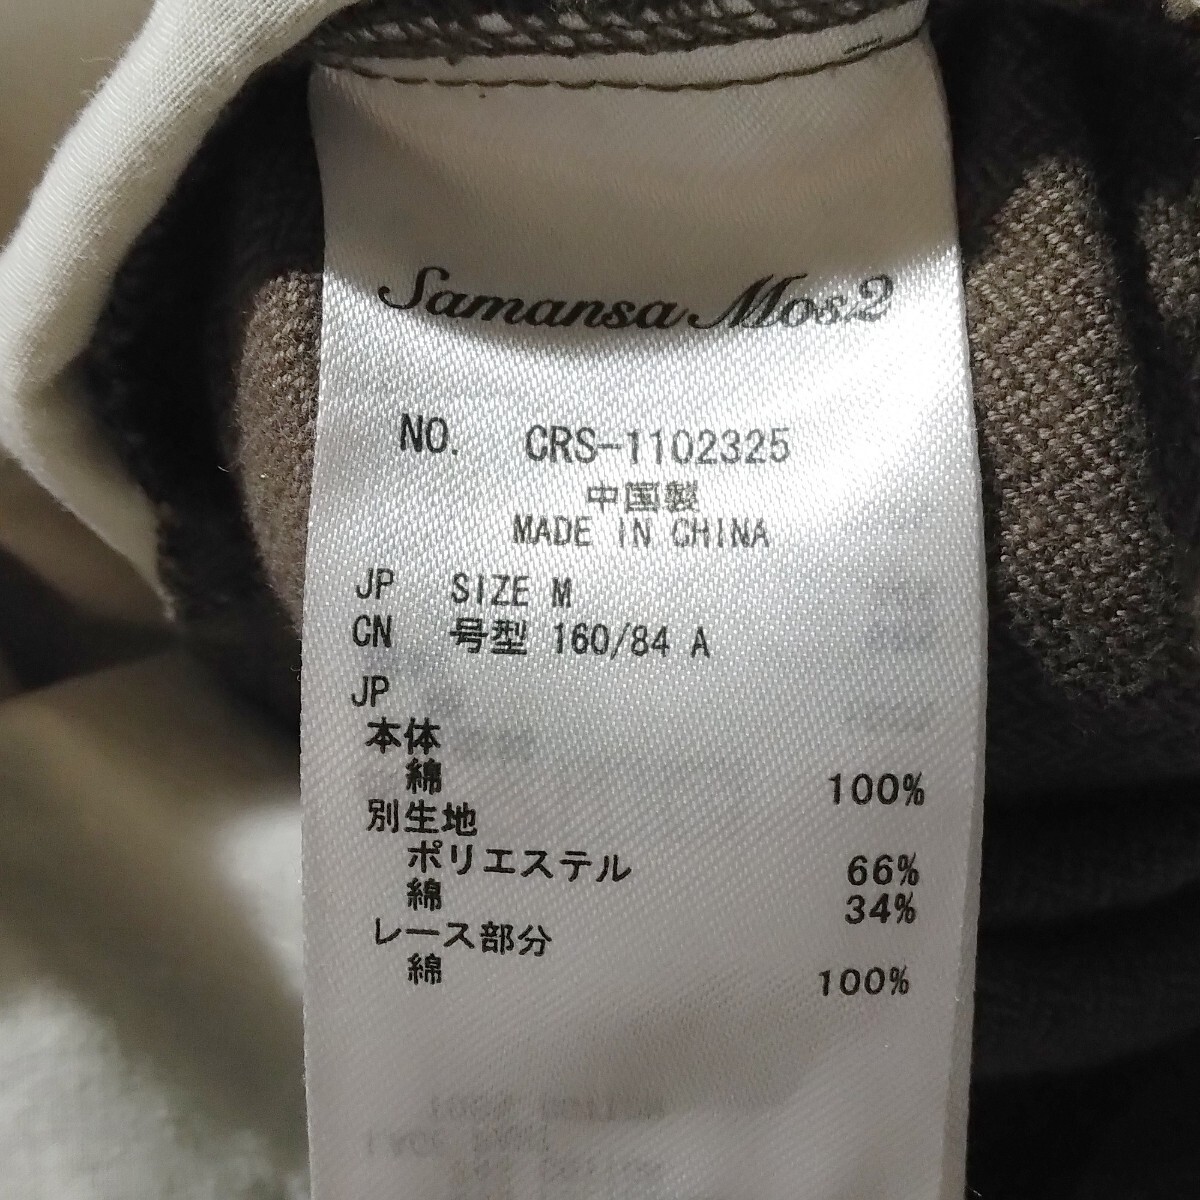 Samansa Mos2
NO. CRS-1102325
中国製
MADE IN CHINA
JP SIZE M
CN 号型 160/84 A
JP
本体
綿 100%
別生地
ポリエステル 66%
綿 34%
レース部分
綿 100%